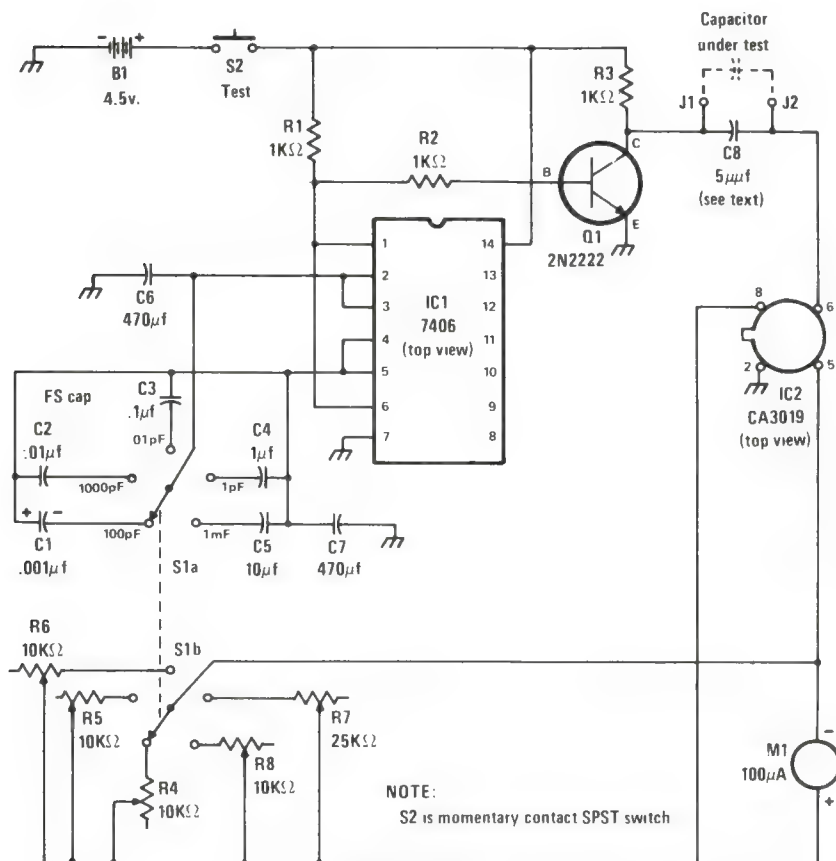 Capacitor
under test
- +
B1
4.5v.
S2
Test
R3
1KΩ
J1
J2
R1
1KΩ
R2
1KΩ
C
B
E
C8
5μμf
(see text)
Q1
2N2222
1
2
3
4
5
6
7
14
13
12
11
10
9
8
IC1
7406
(top view)
C6
470μf
8
6
2
5
IC2
CA3019
(top view)
FS cap
C3
.1μf
C2
.01μf
01pF
C4
1μf
1000pF
1pF
+ -
C1
.001μf
100pF
1mF
S1a
C5
10μf
C7
470μf
R6
10KΩ
S1b
R5
10KΩ
R7
25KΩ
R4
10KΩ
R8
10KΩ
M1
100μA
-
+
NOTE:
S2 is momentary contact SPST switch